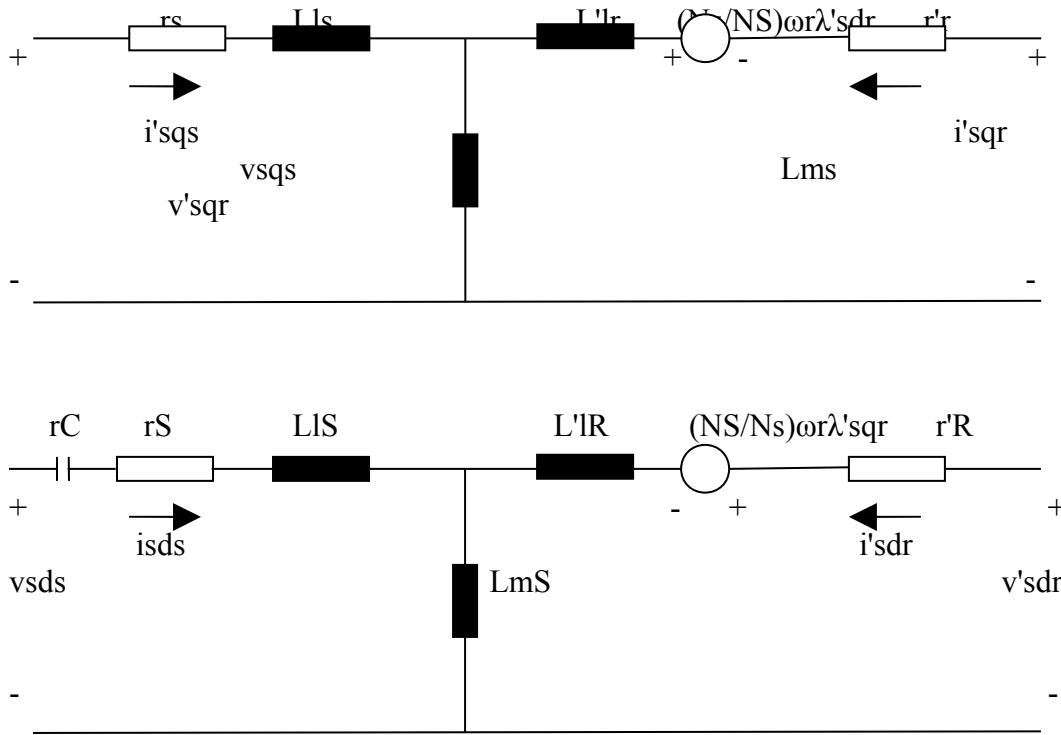 rs Lls L'lr (Ns/NS)ωrλ'sdr r'r
+ + - +
i'sqs i'sqr
vsqs Lms
v'sqr
- -
rC rS LlS L'lR (NS/Ns)ωrλ'sqr r'R
+ - + +
isds i'sdr
vsds LmS v'sdr
- -